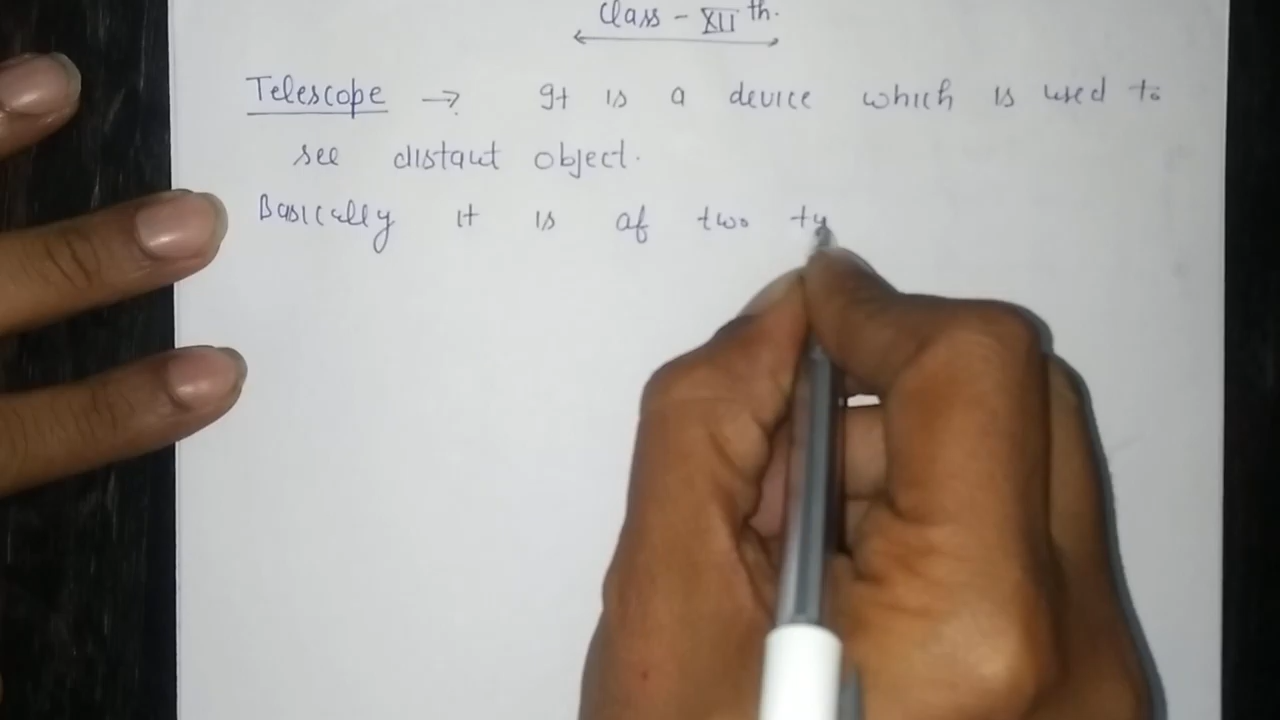 Class - XII th.
Telescope → It is a device which is used to
see distant object.
Basically it is of two ty